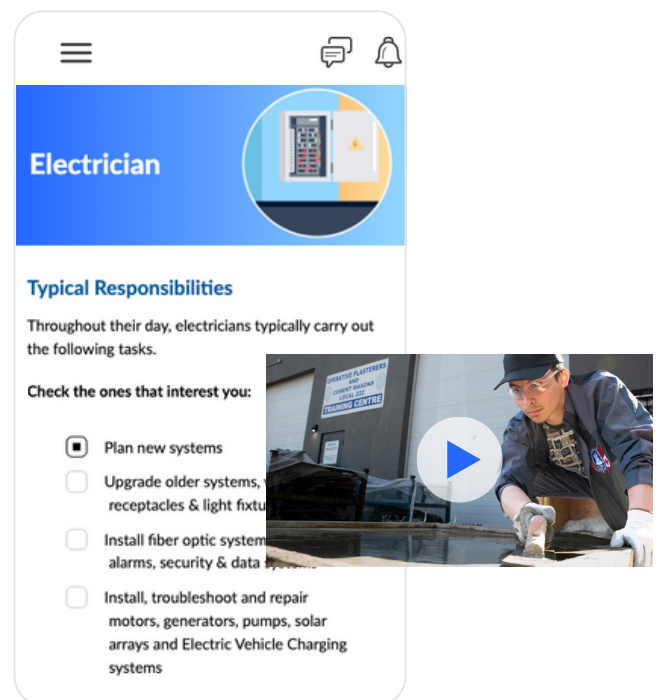 Electrician
Typical Responsibilities
Throughout their day, electricians typically carry out
the following tasks.
Check the ones that interest you:
OPERATIVE PLASTERERS
AND
CEMENT MASONS
LOCAL 222
TRAINING CENTRE
Plan new systems
Upgrade older systems,
receptacles & light
Install fiber optic
alarms, security & data systems
Install, troubleshoot and repair
motors, generators, pumps, solar
arrays and Electric Vehicle Charging
systems